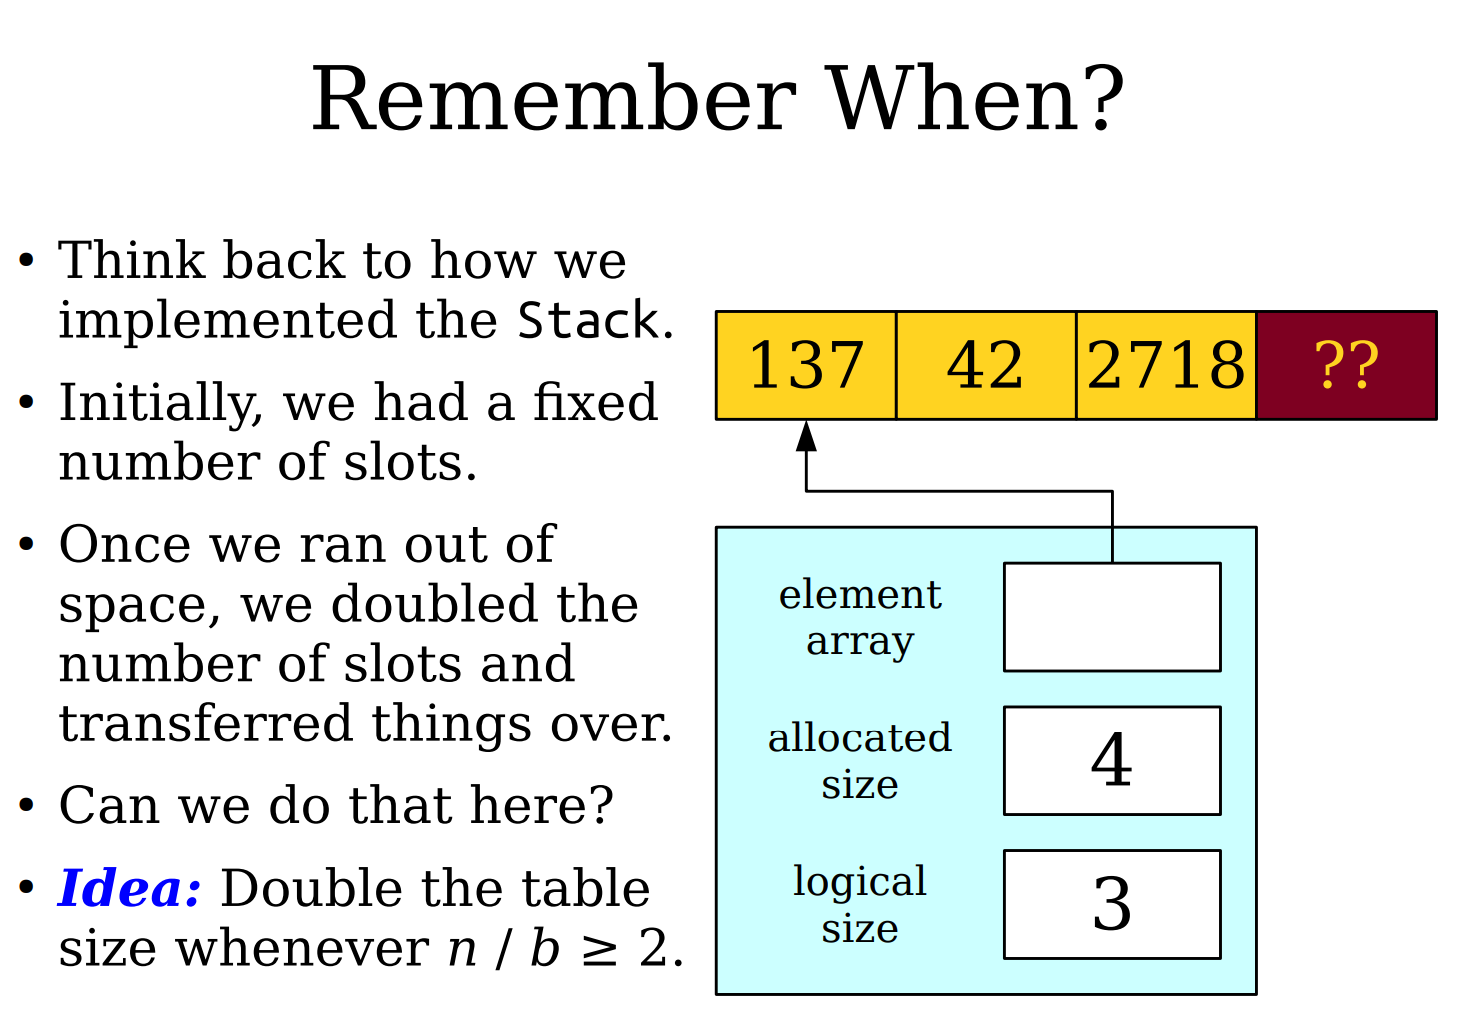 Remember When?
• Think back to how we
implemented the Stack.
• Initially, we had a fixed
number of slots.
• Once we ran out of
space, we doubled the
number of slots and
transferred things over.
• Can we do that here?
• Idea: Double the table
size whenever n / b ≥ 2.
137 42 2718 ??
element
array
allocated
size
4
logical
size
3